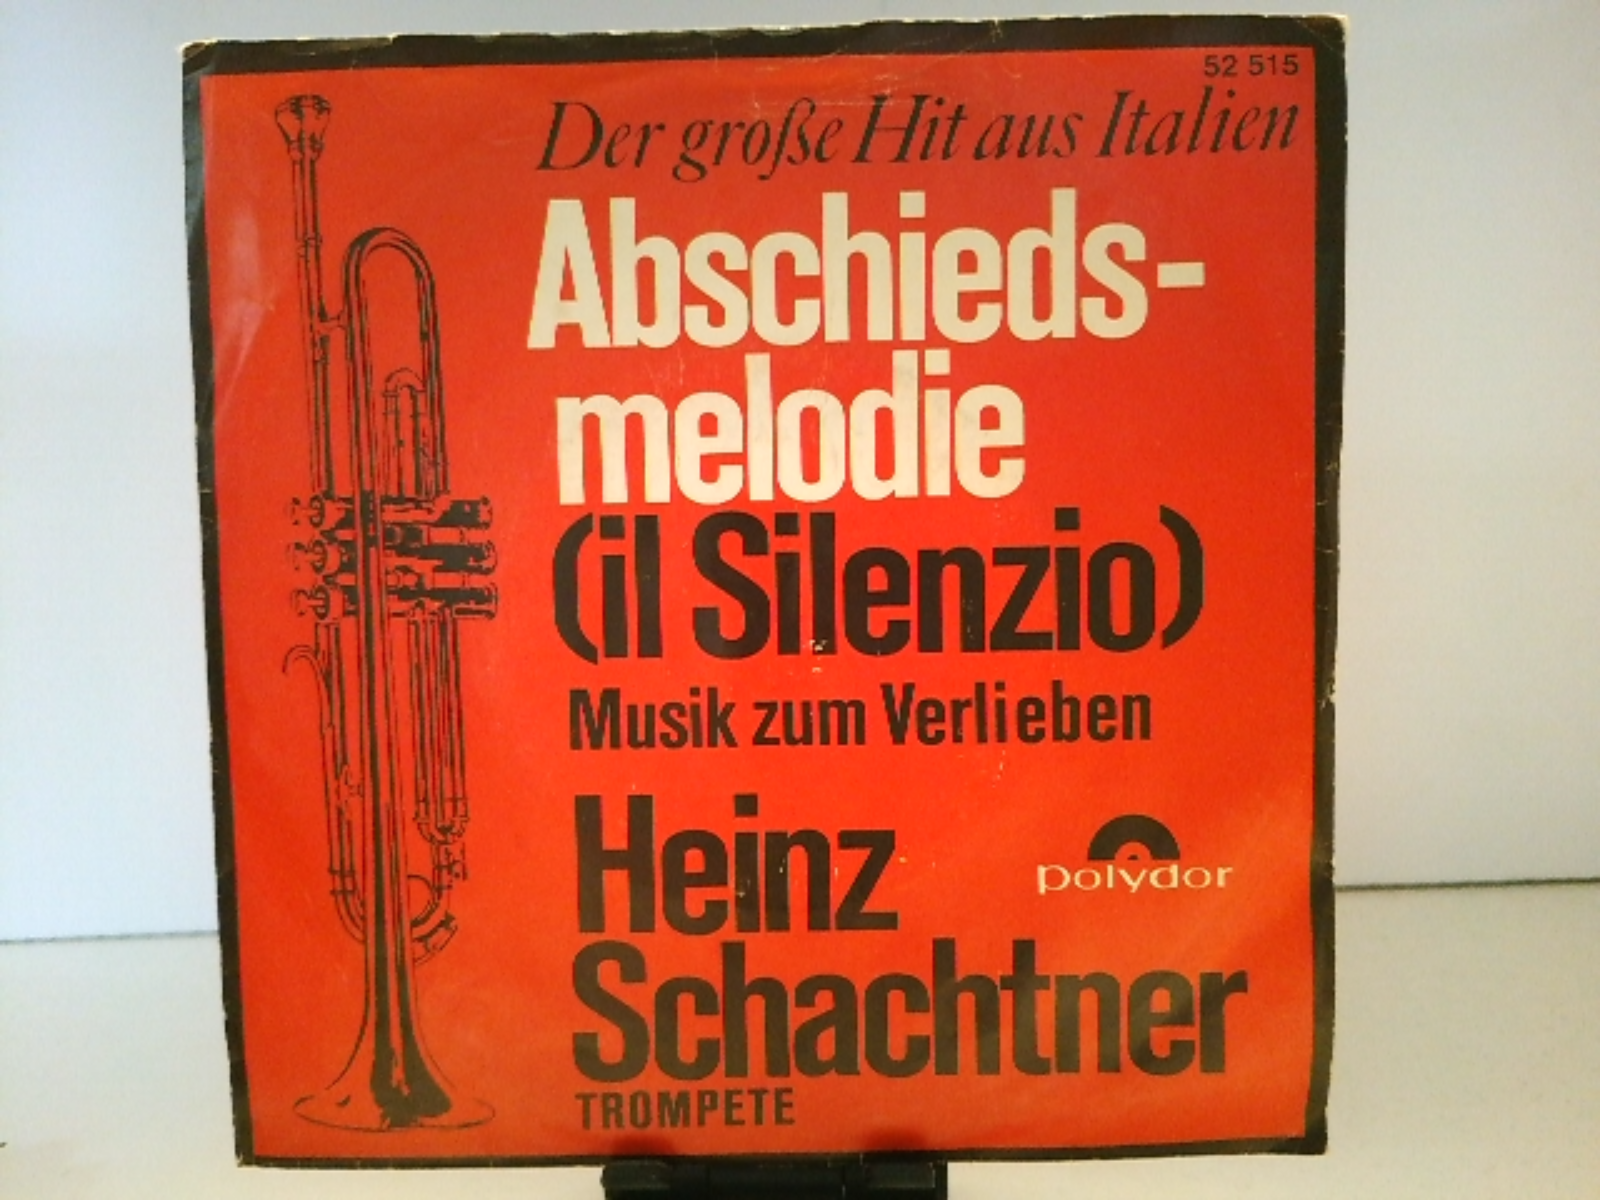 52 515
Der große Hit aus Italien
Abschieds-
melodie
(il Silenzio)
Musik zum Verlieben
Heinz
polydor
Schachtner
TROMPETE